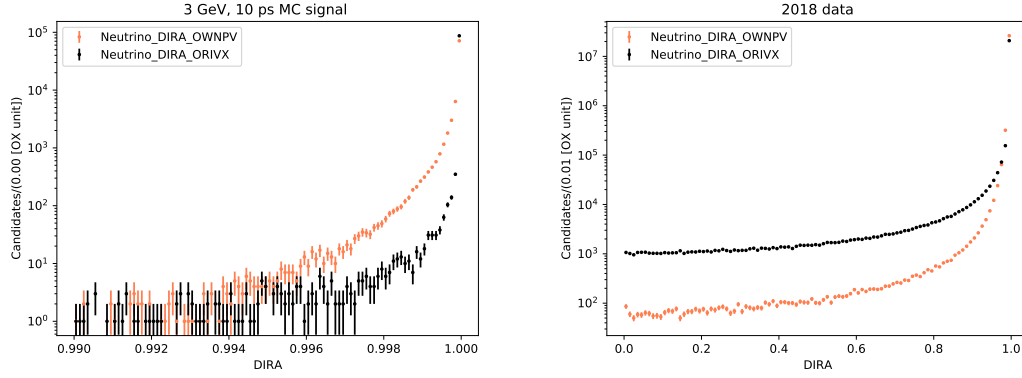 3 GeV, 10 ps MC signal
Neutrino_DIRA_OWNPV
Neutrino_DIRA_ORIVX
Candidates/(0.00 [OX unit])
10^5
10^4
10^3
10^2
10^1
10^0
0.990 0.992 0.994 0.996 0.998 1.000
DIRA
2018 data
Neutrino_DIRA_OWNPV
Neutrino_DIRA_ORIVX
Candidates/(0.01 [OX unit])
10^7
10^6
10^5
10^4
10^3
10^2
0.0 0.2 0.4 0.6 0.8 1.0
DIRA